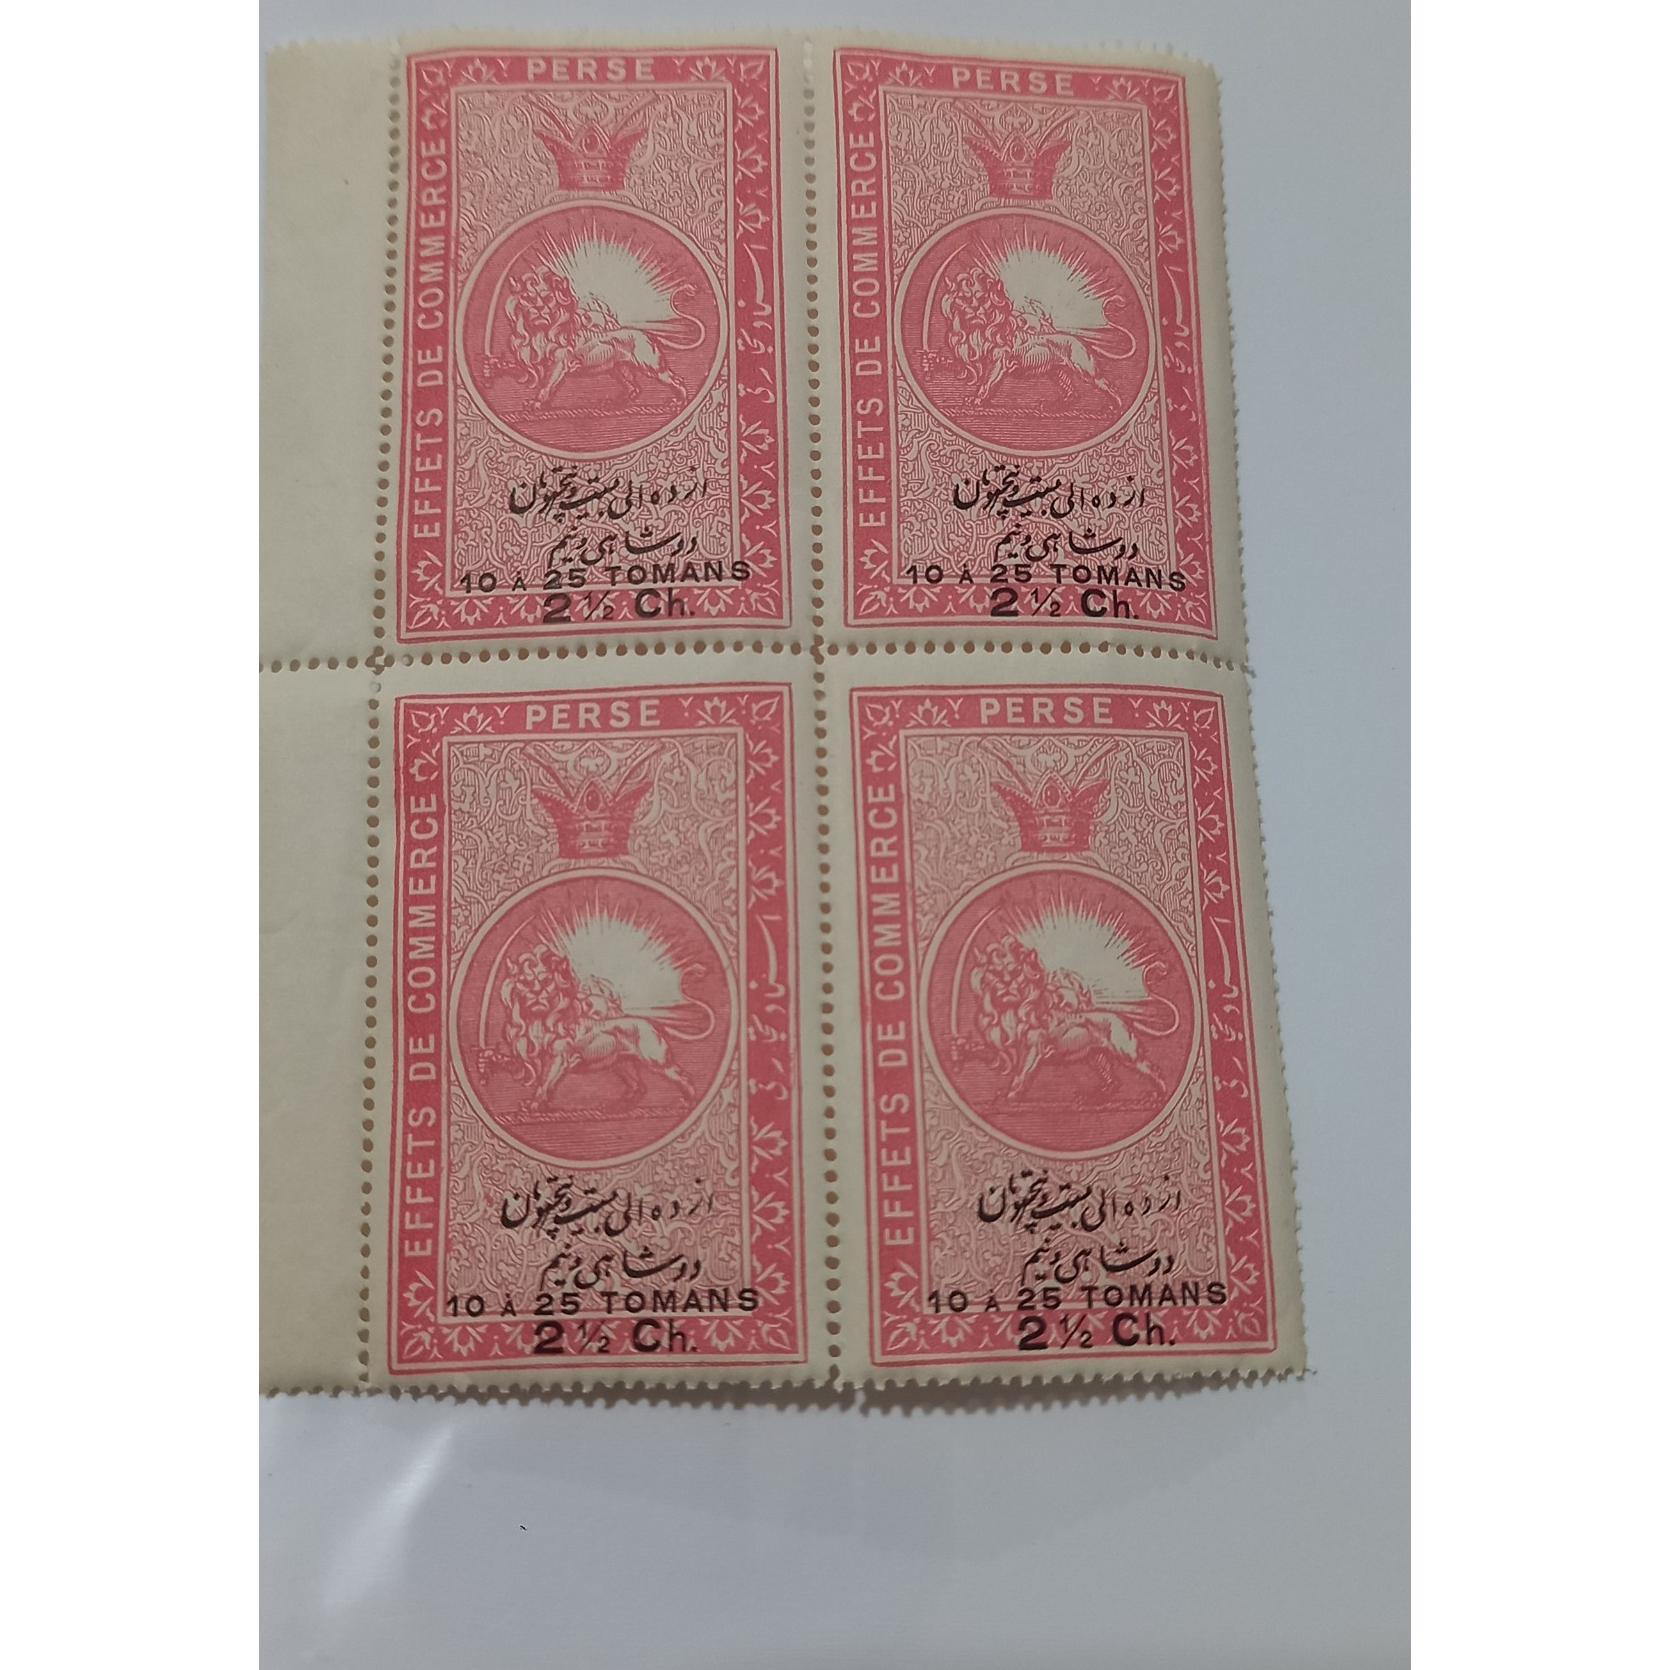 PERSE
EFFETS DE COMMERCE
از ده الی بیست و پنج تومان
دو شاهی و نیم
10 À 25 TOMANS
2 ½ Ch.
PERSE
EFFETS DE COMMERCE
از ده الی بیست و پنج تومان
دو شاهی و نیم
10 À 25 TOMANS
2 ½ Ch.
PERSE
EFFETS DE COMMERCE
از ده الی بیست و پنج تومان
دو شاهی و نیم
10 À 25 TOMANS
2 ½ Ch.
PERSE
EFFETS DE COMMERCE
از ده الی بیست و پنج تومان
دو شاهی و نیم
10 À 25 TOMANS
2 ½ Ch.